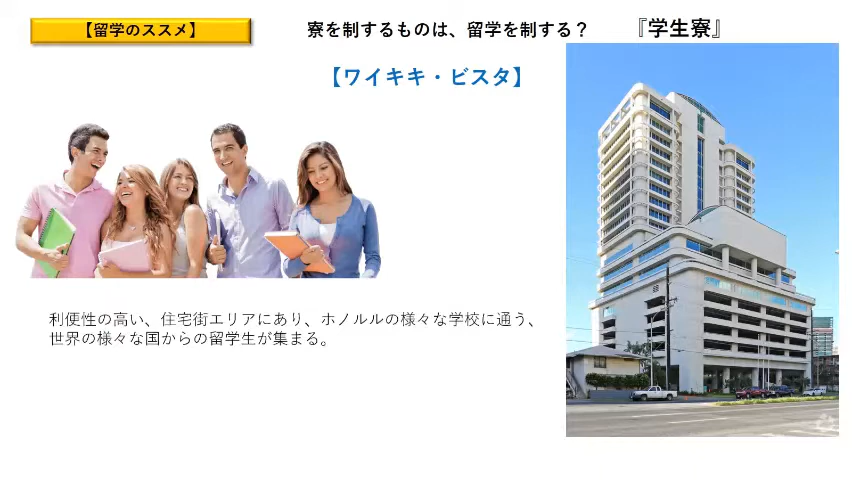 【留学のススメ】
寮を制するものは、留学を制する？ 『学生寮』
【ワイキキ・ビスタ】
利便性の高い、住宅街エリアにあり、ホノルルの様々な学校に通う、
世界の様々な国からの留学生が集まる。